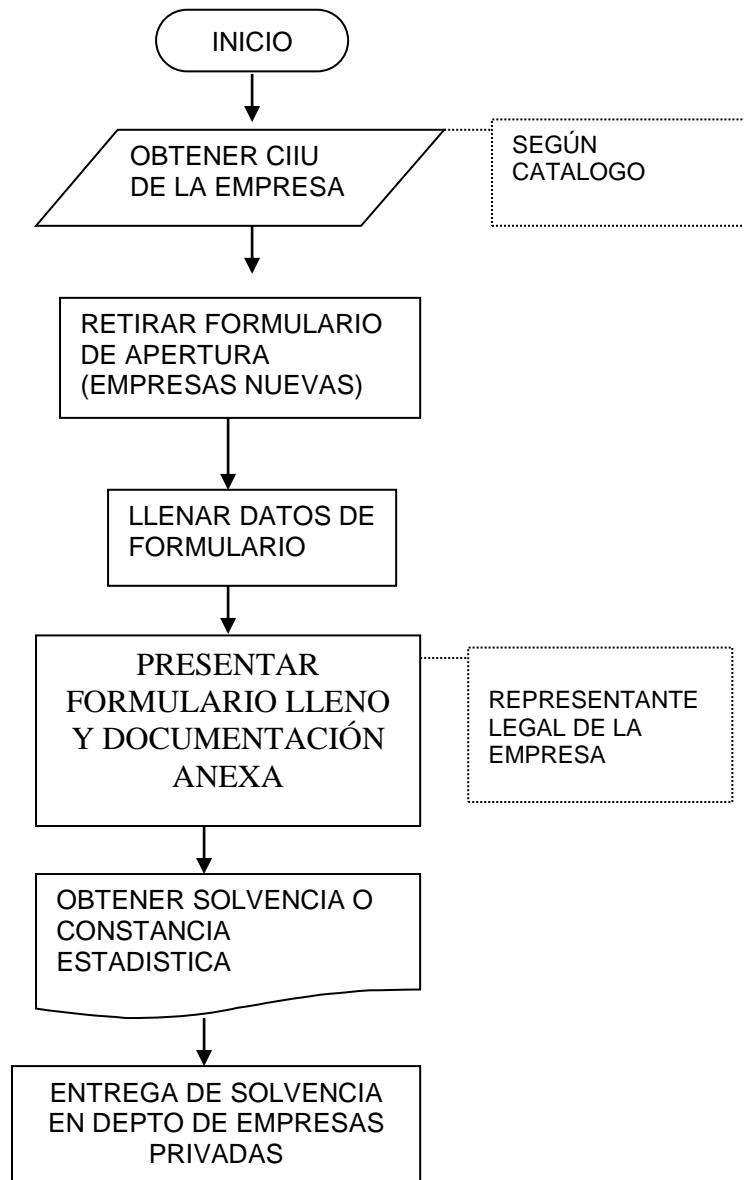 INICIO
OBTENER CIIU
DE LA EMPRESA
SEGÚN
CATALOGO
RETIRAR FORMULARIO
DE APERTURA
(EMPRESAS NUEVAS)
LLENAR DATOS DE
FORMULARIO
PRESENTAR
FORMULARIO LLENO
Y DOCUMENTACIÓN
ANEXA
REPRESENTANTE
LEGAL DE LA
EMPRESA
OBTENER SOLVENCIA O
CONSTANCIA
ESTADISTICA
ENTREGA DE SOLVENCIA
EN DEPTO DE EMPRESAS
PRIVADAS